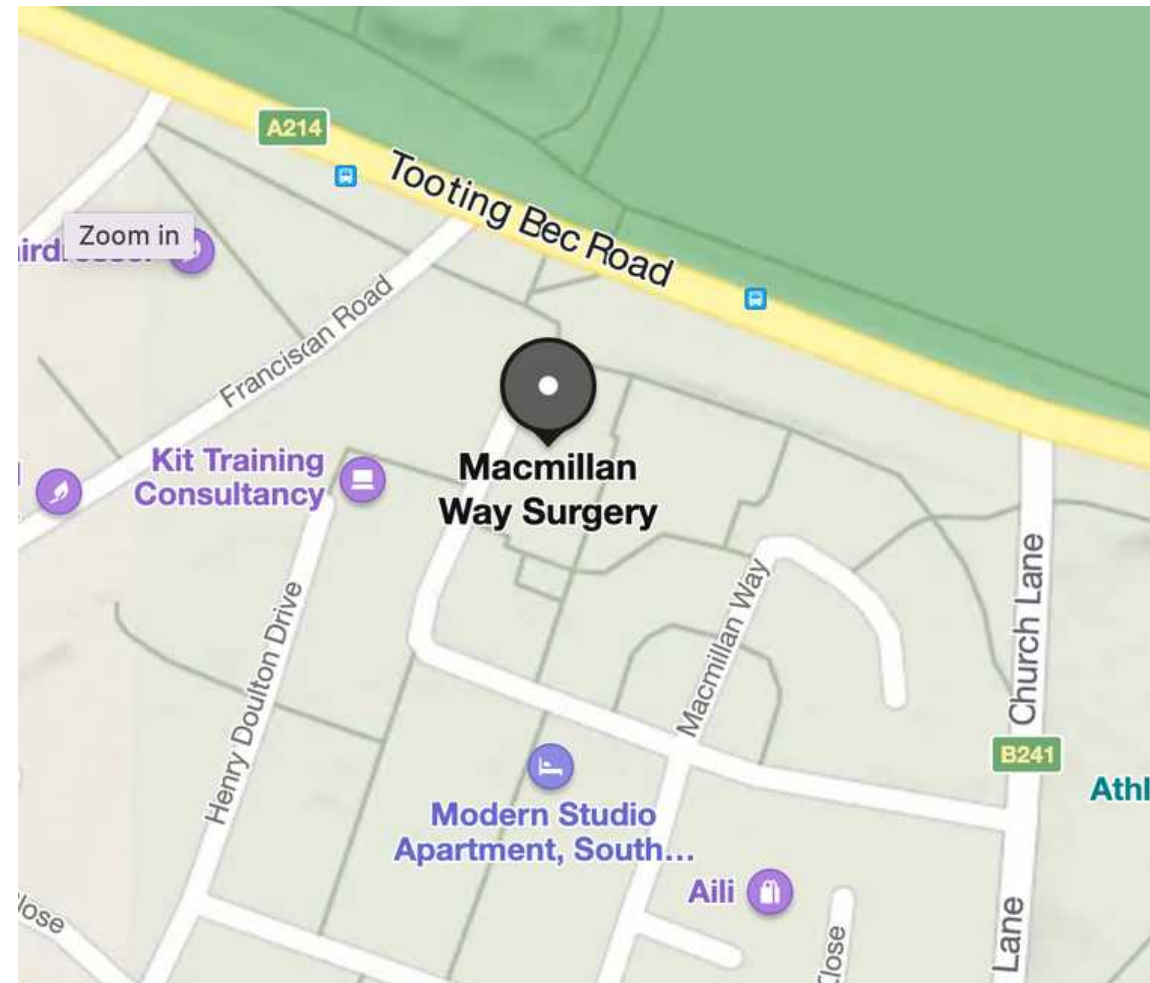 A214
Tooting Bec Road
Zoom in
Franciscan Road
Kit Training
Consultancy
Macmillan
Way Surgery
Henry Doulton Drive
Macmillan Way
Church Lane
B241
Modern Studio
Apartment, South...
Aili
Lane